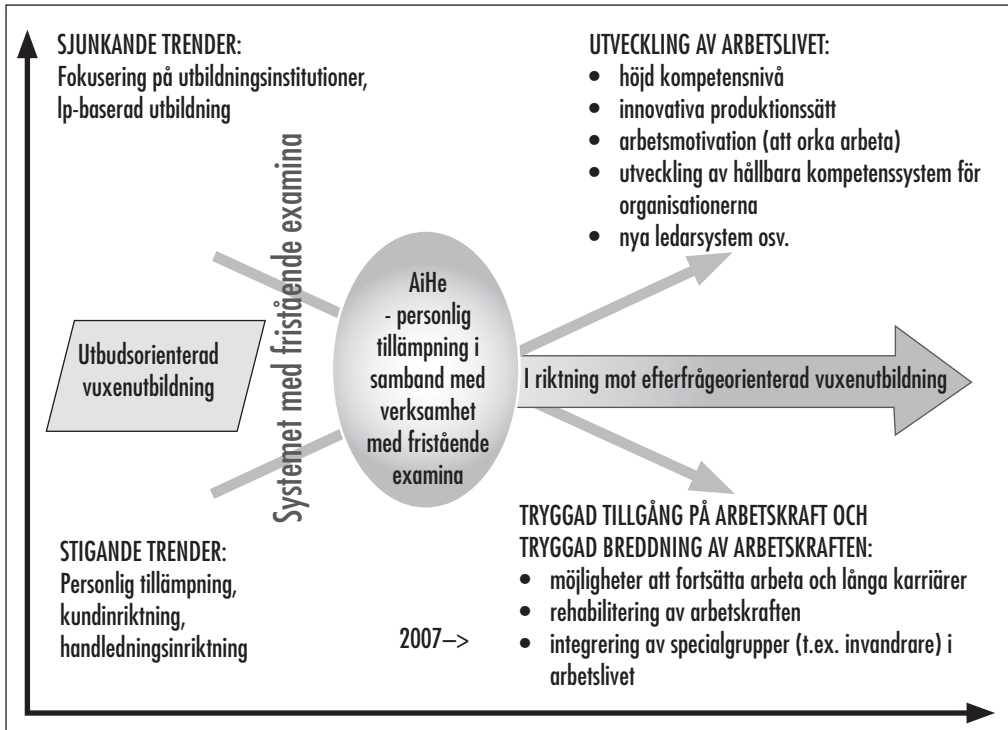 SJUNKANDE TRENDER:
Fokusering på utbildningsinstitutioner,
lp-baserad utbildning
UTVECKLING AV ARBETSLIVET:
• höjd kompetensnivå
• innovativa produktionssätt
• arbetsmotivation (att orka arbeta)
• utveckling av hållbara kompetenssystem för
organisationerna
• nya ledarsystem osv.
Systemet med fristående examina
Utbudsorienterad
vuxenutbildning
AiHe
- personlig
tillämpning i
samband med
verksamhet
med fristående
examina
I riktning mot efterfrågeorienterad vuxenutbildning
STIGANDE TRENDER:
Personlig tillämpning,
kundinriktning,
handledningsinriktning
2007–>
TRYGGAD TILLGÅNG PÅ ARBETSKRAFT OCH
TRYGGAD BREDDNING AV ARBETSKRAFTEN:
• möjligheter att fortsätta arbeta och långa karriärer
• rehabilitering av arbetskraften
• integrering av specialgrupper (t.ex. invandrare) i
arbetslivet